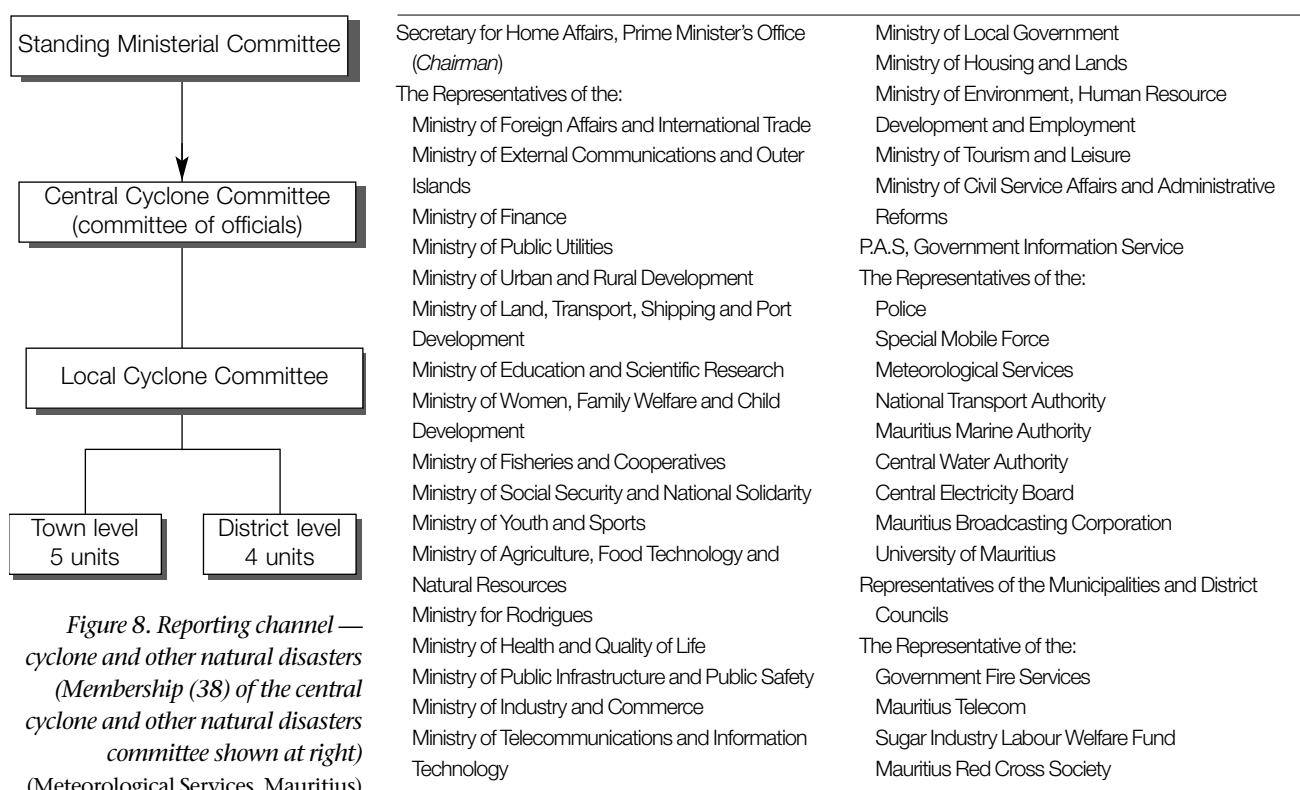 Standing Ministerial Committee
Central Cyclone Committee
(committee of officials)
Local Cyclone Committee
Town level
5 units
District level
4 units
Figure 8. Reporting channel —
cyclone and other natural disasters
(Membership (38) of the central
cyclone and other natural disasters
committee shown at right)
(Meteorological Services, Mauritius)
Secretary for Home Affairs, Prime Minister's Office
(Chairman)
The Representatives of the:
Ministry of Foreign Affairs and International Trade
Ministry of External Communications and Outer
Islands
Ministry of Finance
Ministry of Public Utilities
Ministry of Urban and Rural Development
Ministry of Land, Transport, Shipping and Port
Development
Ministry of Education and Scientific Research
Ministry of Women, Family Welfare and Child
Development
Ministry of Fisheries and Cooperatives
Ministry of Social Security and National Solidarity
Ministry of Youth and Sports
Ministry of Agriculture, Food Technology and
Natural Resources
Ministry for Rodrigues
Ministry of Health and Quality of Life
Ministry of Public Infrastructure and Public Safety
Ministry of Industry and Commerce
Ministry of Telecommunications and Information
Technology
Ministry of Local Government
Ministry of Housing and Lands
Ministry of Environment, Human Resource
Development and Employment
Ministry of Tourism and Leisure
Ministry of Civil Service Affairs and Administrative
Reforms
P.A.S, Government Information Service
The Representatives of the:
Police
Special Mobile Force
Meteorological Services
National Transport Authority
Mauritius Marine Authority
Central Water Authority
Central Electricity Board
Mauritius Broadcasting Corporation
University of Mauritius
Representatives of the Municipalities and District
Councils
The Representative of the:
Government Fire Services
Mauritius Telecom
Sugar Industry Labour Welfare Fund
Mauritius Red Cross Society